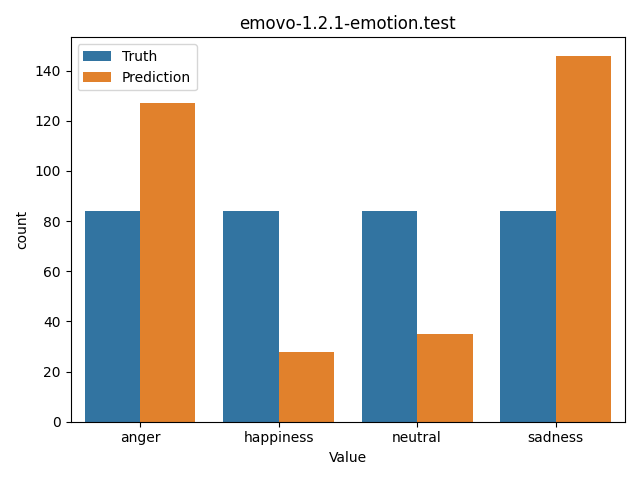 emovo-1.2.1-emotion.test
Truth
Prediction
140
120
100
80
60
40
20
0
count
anger happiness neutral sadness
Value